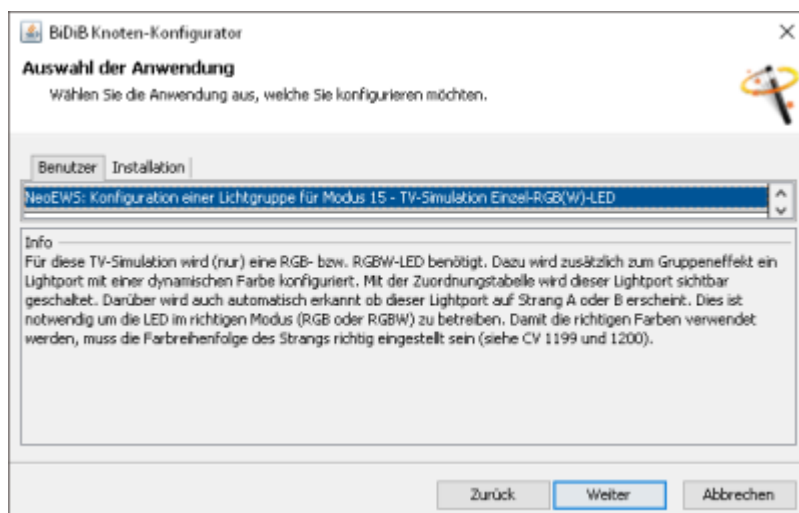 BiDiB Knoten-Konfigurator
Auswahl der Anwendung
Wählen Sie die Anwendung aus, welche Sie konfigurieren möchten.
Benutzer Installation
NeoEWS: Konfiguration einer Lichtgruppe für Modus 15 - TV-Simulation Einzel-RGB(W)-LED
Info
Für diese TV-Simulation wird (nur) eine RGB- bzw. RGBW-LED benötigt. Dazu wird zusätzlich zum Gruppeneffekt ein
Lightport mit einer dynamischen Farbe konfiguriert. Mit der Zuordnungstabelle wird dieser Lightport sichtbar
geschaltet. Darüber wird auch automatisch erkannt ob dieser Lightport auf Strang A oder B erscheint. Dies ist
notwendig um die LED im richtigen Modus (RGB oder RGBW) zu betreiben. Damit die richtigen Farben verwendet
werden, muss die Farbreihenfolge des Strangs richtig eingestellt sein (siehe CV 1199 und 1200).
Zurück Weiter Abbrechen